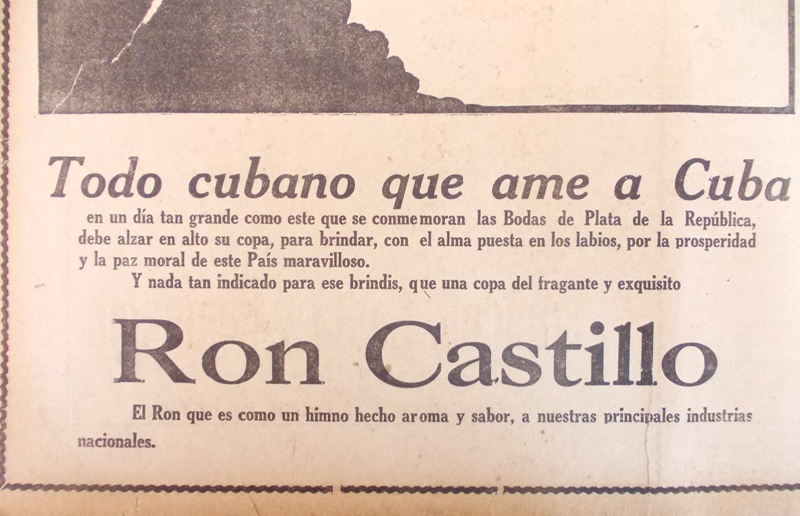 Todo cubano que ame a Cuba
en un día tan grande como este que se conmemoran las Bodas de Plata de la República,
debe alzar en alto su copa, para brindar, con el alma puesta en los labios, por la prosperidad
y la paz moral de este País maravilloso.
Y nada tan indicado para ese brindis, que una copa del fragante y exquisito
Ron Castillo
El Ron que es como un himno hecho aroma y sabor, a nuestras principales industrias
nacionales.